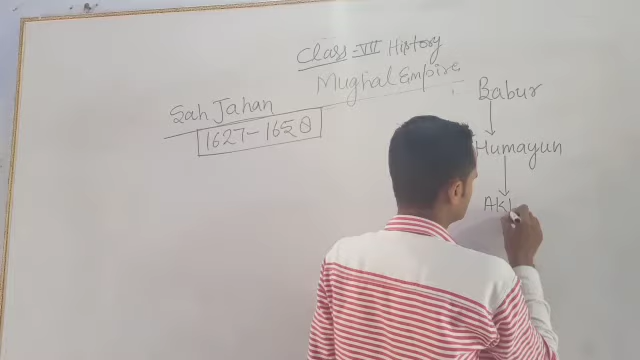 Class - VII History
Mughal Empire
Sah Jahan
1627-1658
Babur
Humayun
Ak